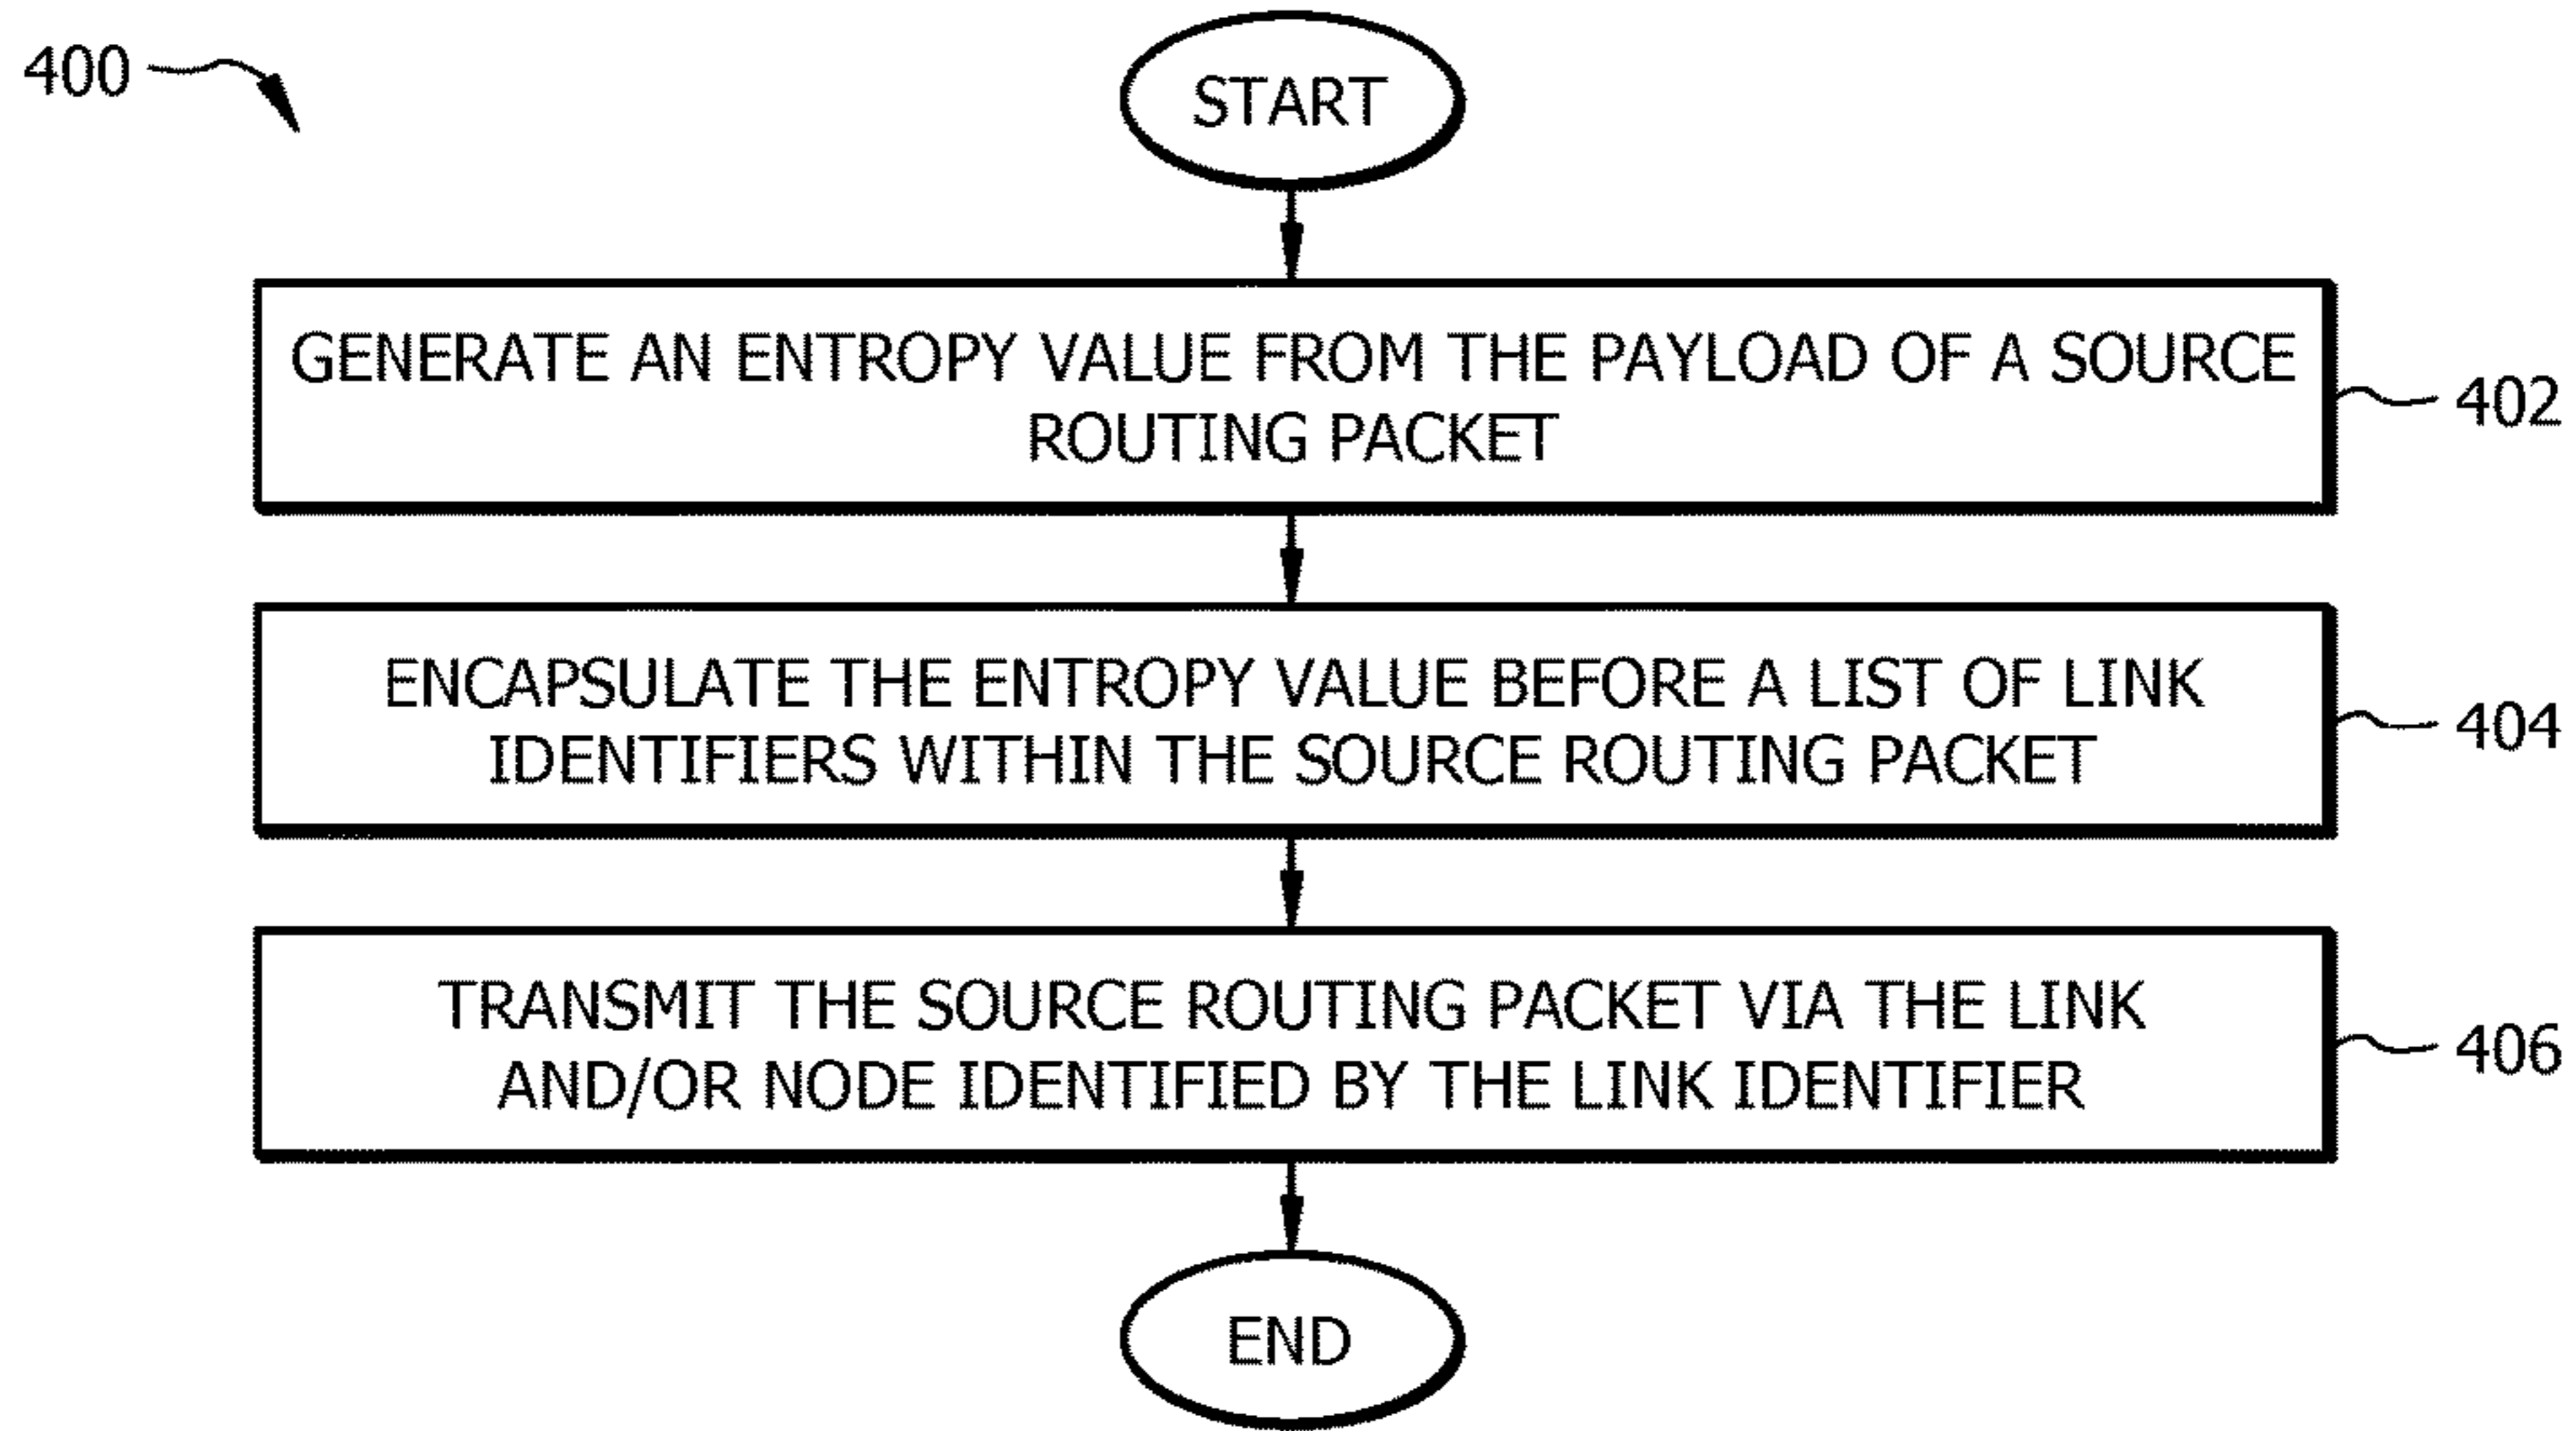 400
START
GENERATE AN ENTROPY VALUE FROM THE PAYLOAD OF A SOURCE
ROUTING PACKET
402
ENCAPSULATE THE ENTROPY VALUE BEFORE A LIST OF LINK
IDENTIFIERS WITHIN THE SOURCE ROUTING PACKET
404
TRANSMIT THE SOURCE ROUTING PACKET VIA THE LINK
AND/OR NODE IDENTIFIED BY THE LINK IDENTIFIER
406
END